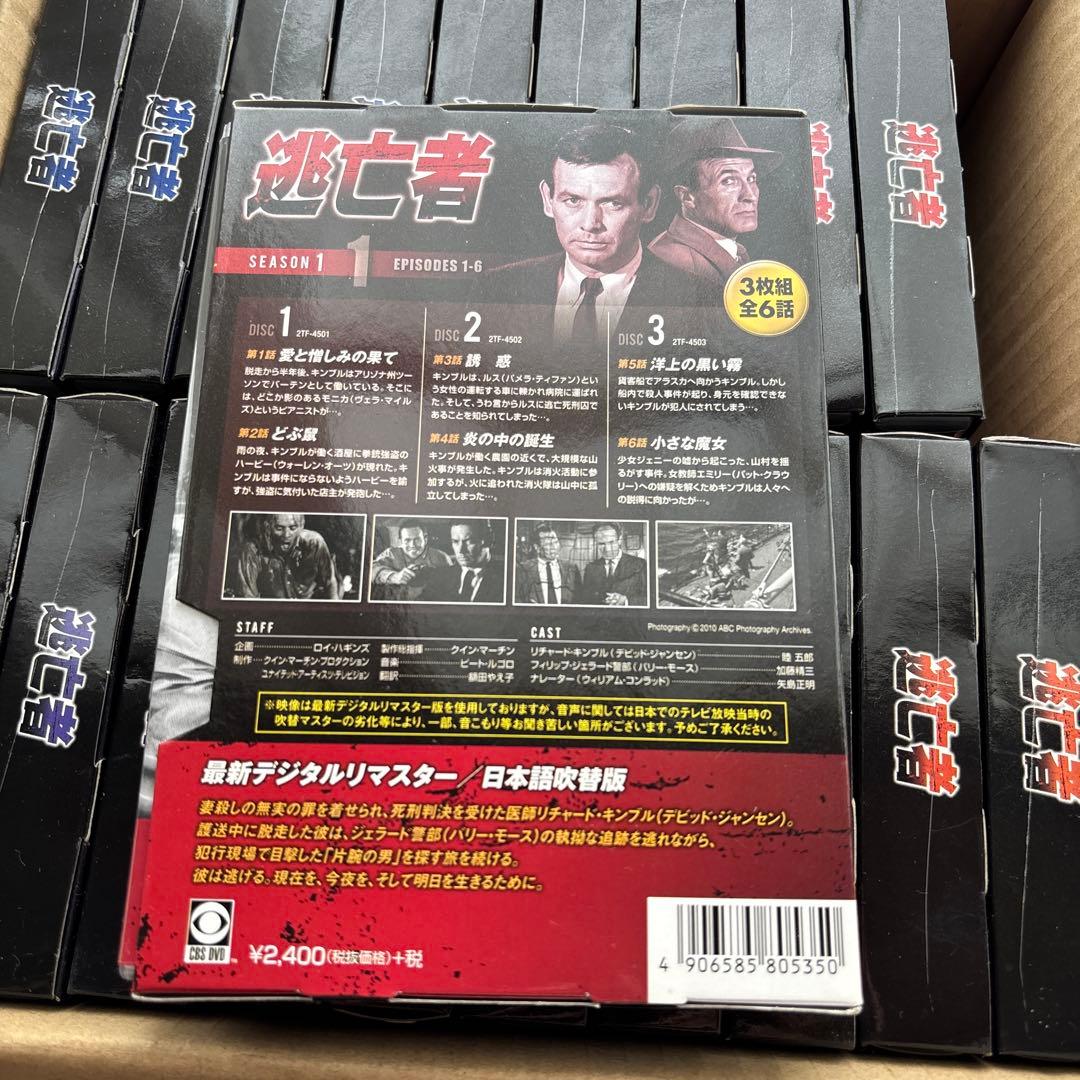 逃亡者
逃亡者
逃亡者
逃亡者
逃亡者
逃亡者
SEASON 1
1
EPISODES 1-6
3枚組
全6話
DISC 1 2TF-4501
第1話 愛と憎しみの果て
脱走から半年後、キンブルはアリゾナ州ツー
ソンでバーテンとして働いている。そこに
は、どこか影のあるモニカ(ヴェラ・マイル
ズ)というピアニストが…。
第2話 どぶ鼠
雨の夜、キンブルが働く酒屋に拳銃強盗の
ハービー(ウォーレン・オーツ)が現れた。キ
ンブルは事件にならないようハービーを諭
すが、強盗に気付いた店主が発砲した…。
DISC 2 2TF-4502
第3話 誘 惑
キンブルは、ルス(パメラ・ティファン)とい
う女性の運転する車に轢かれ病院に運ばれ
た。そして、うわ言からルスに逃亡死刑囚で
あることを知られてしまった…。
第4話 炎の中の誕生
キンブルが働く農園の近くで、大規模な山
火事が発生した。キンブルは消火活動に参
加するが、火に追われた消火隊は山中に孤
立してしまった…。
DISC 3 2TF-4503
第5話 洋上の黒い霧
貨客船でアラスカへ向かうキンブル。しかし
船内で殺人事件が起り、身元を確認できな
いキンブルが犯人にされてしまう…。
第6話 小さな魔女
少女ジェニーの嘘から起こった、山村を揺
るがす事件。女教師エミリー(パット・クラウ
リー)への嫌疑を解くためキンブルは人々へ
の説得に向かったが…。
Photography © 2010 ABC Photography Archives.
STAFF
企画 ロイ・ハギンズ 製作総指揮 クイン・マーチン
制作 クイン・マーチン・プロダクション 音楽 ピート・ルゴロ
ユナイテッド・アーティスツ・テレビジョン 翻訳 額田やえ子
CAST
リチャード・キンブル(デビッド・ジャンセン) 睦 五郎
フィリップ・ジェラード警部(バリー・モース) 加藤精三
ナレーター(ウィリアム・コンラッド) 矢島正明
※映像は最新デジタルリマスター版を使用しておりますが、音声に関しては日本でのテレビ放映当時の
吹替マスターの劣化等により、一部、音こもり等お聞き苦しい箇所がございます。予めご了承ください。
最新デジタルリマスター/日本語吹替版
妻殺しの無実の罪を着せられ、死刑判決を受けた医師リチャード・キンブル(デビッド・ジャンセン)。
護送中に脱走した彼は、ジェラード警部(バリー・モース)の執拗な追跡を逃れながら、
犯行現場で目撃した「片腕の男」を探す旅を続ける。
彼は逃げる。現在を、今夜を、そして明日を生きるために。
CBS DVD
¥2,400(税抜価格)+税
4 906585 805350
逃亡者
逃亡者
逃亡者